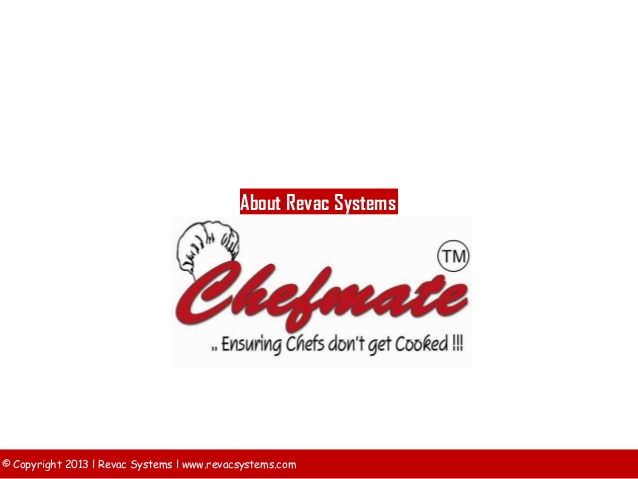 About Revac Systems
Chefmate
TM
.. Ensuring Chefs don't get Cooked !!!
© Copyright 2013 l Revac Systems l www.revacsystems.com